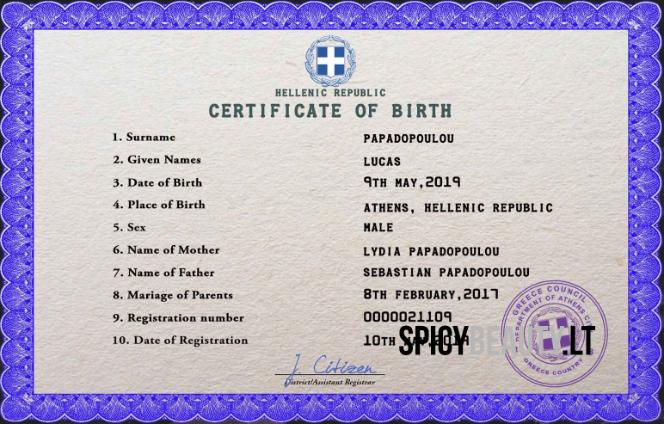 HELLENIC REPUBLIC
CERTIFICATE OF BIRTH
1. Surname PAPADOPOULOU
2. Given Names LUCAS
3. Date of Birth 9TH MAY,2019
4. Place of Birth ATHENS, HELLENIC REPUBLIC
5. Sex MALE
6. Name of Mother LYDIA PAPADOPOULOU
7. Name of Father SEBASTIAN PAPADOPOULOU
8. Mariage of Parents 8TH FEBRUARY,2017
9. Registration number 0000021109
10. Date of Registration 10TH
SPICY .LT
GREECE COUNCIL
DEPARTMENT OF ATHENS
GREECE COUNTRY
J. Citizen
District/Assistant Registrar